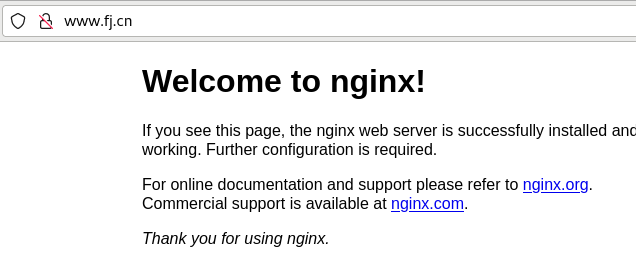 www.fj.cn
Welcome to nginx!
If you see this page, the nginx web server is successfully installed and
working. Further configuration is required.
For online documentation and support please refer to nginx.org.
Commercial support is available at nginx.com.
Thank you for using nginx.